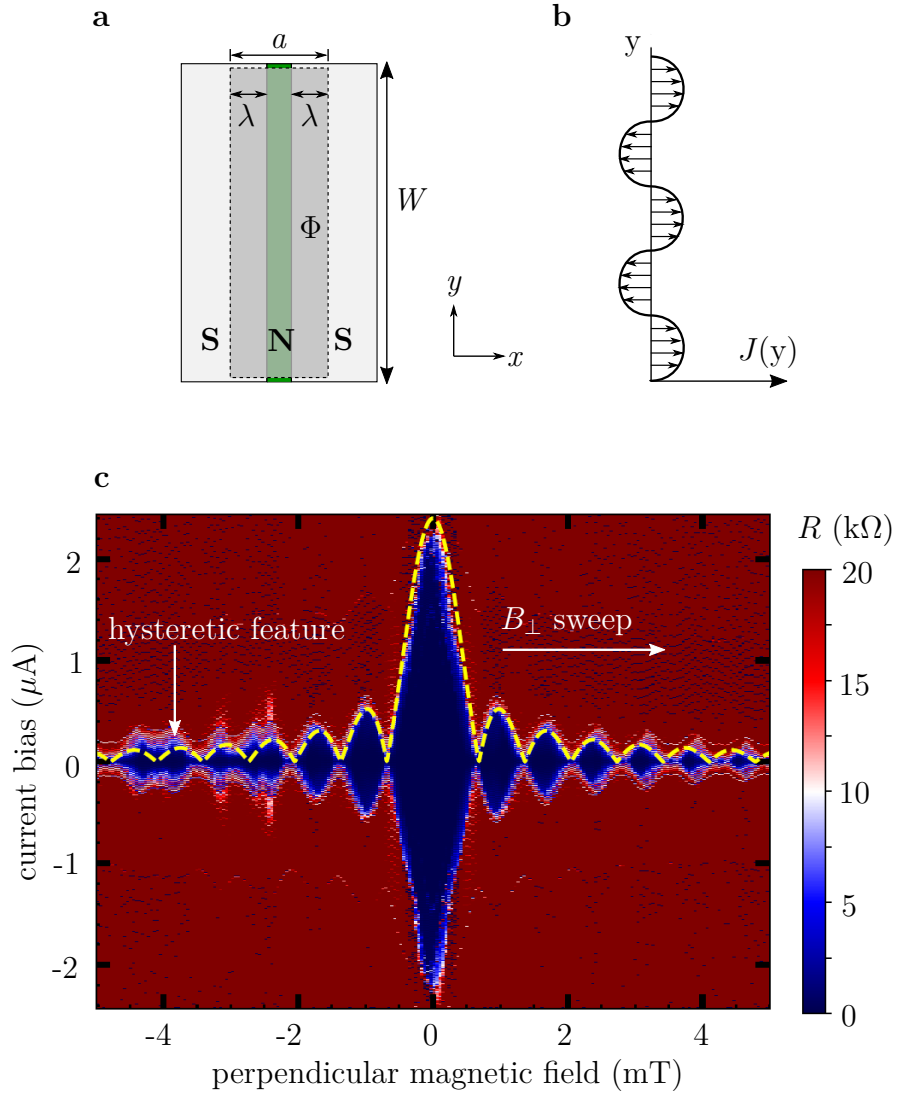 a
b
a
y
λ
λ
W
Φ
y
S
N
S
x
J(y)
c
R (kΩ)
2
20
hysteretic feature
B⊥ sweep
1
15
current bias (μA)
0
10
-1
5
-2
0
-4
-2
0
2
4
perpendicular magnetic field (mT)